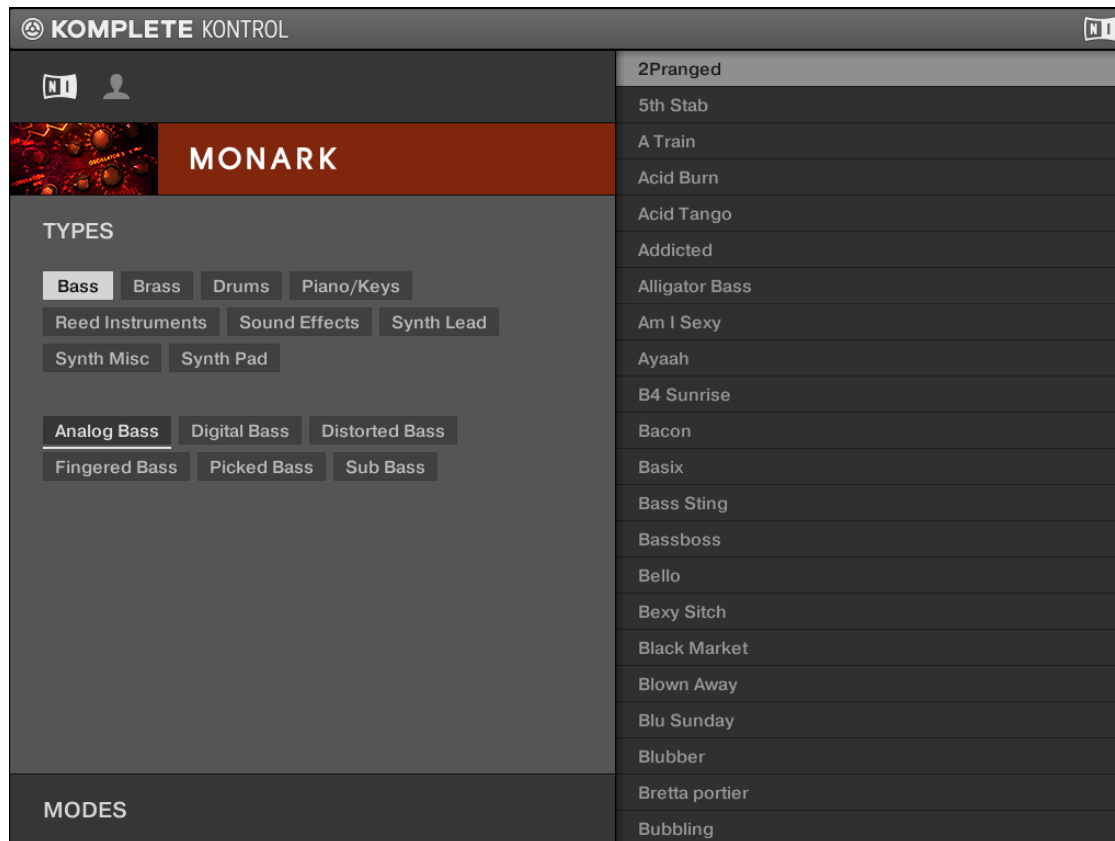 KOMPLETE KONTROL
NI
NI
MONARK
TYPES
Bass Brass Drums Piano/Keys
Reed Instruments Sound Effects Synth Lead
Synth Misc Synth Pad
Analog Bass Digital Bass Distorted Bass
Fingered Bass Picked Bass Sub Bass
MODES
2Pranged
5th Stab
A Train
Acid Burn
Acid Tango
Addicted
Alligator Bass
Am I Sexy
Ayaah
B4 Sunrise
Bacon
Basix
Bass Sting
Bassboss
Bello
Bexy Sitch
Black Market
Blown Away
Blu Sunday
Blubber
Bretta portier
Bubbling